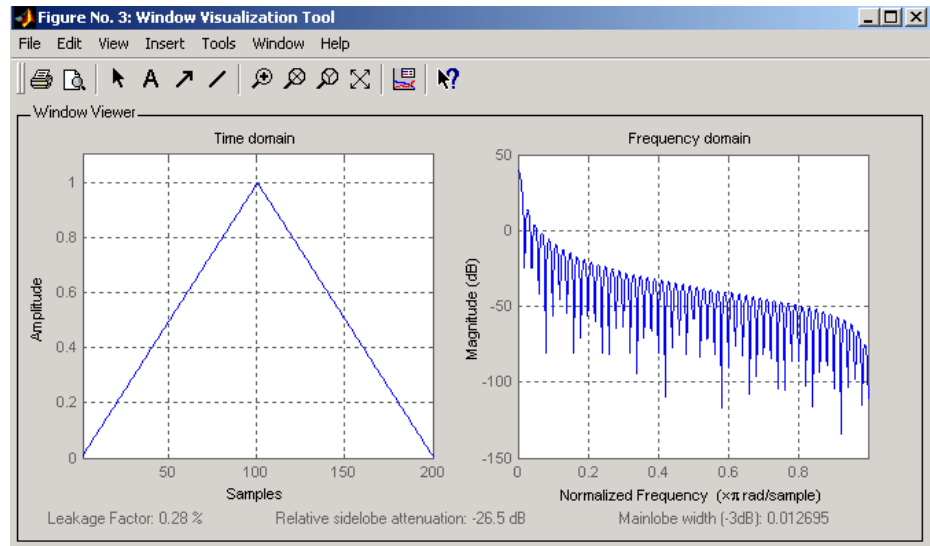 Figure No. 3: Window Visualization Tool
File Edit View Insert Tools Window Help
A
Window Viewer
Time domain
1
0.8
0.6
0.4
0.2
0
50
100
150
200
Amplitude
Samples
Frequency domain
50
0
-50
-100
-150
0
0.2
0.4
0.6
0.8
Magnitude (dB)
Normalized Frequency (×π rad/sample)
Leakage Factor: 0.28 %
Relative sidelobe attenuation: -26.5 dB
Mainlobe width (-3dB): 0.012695